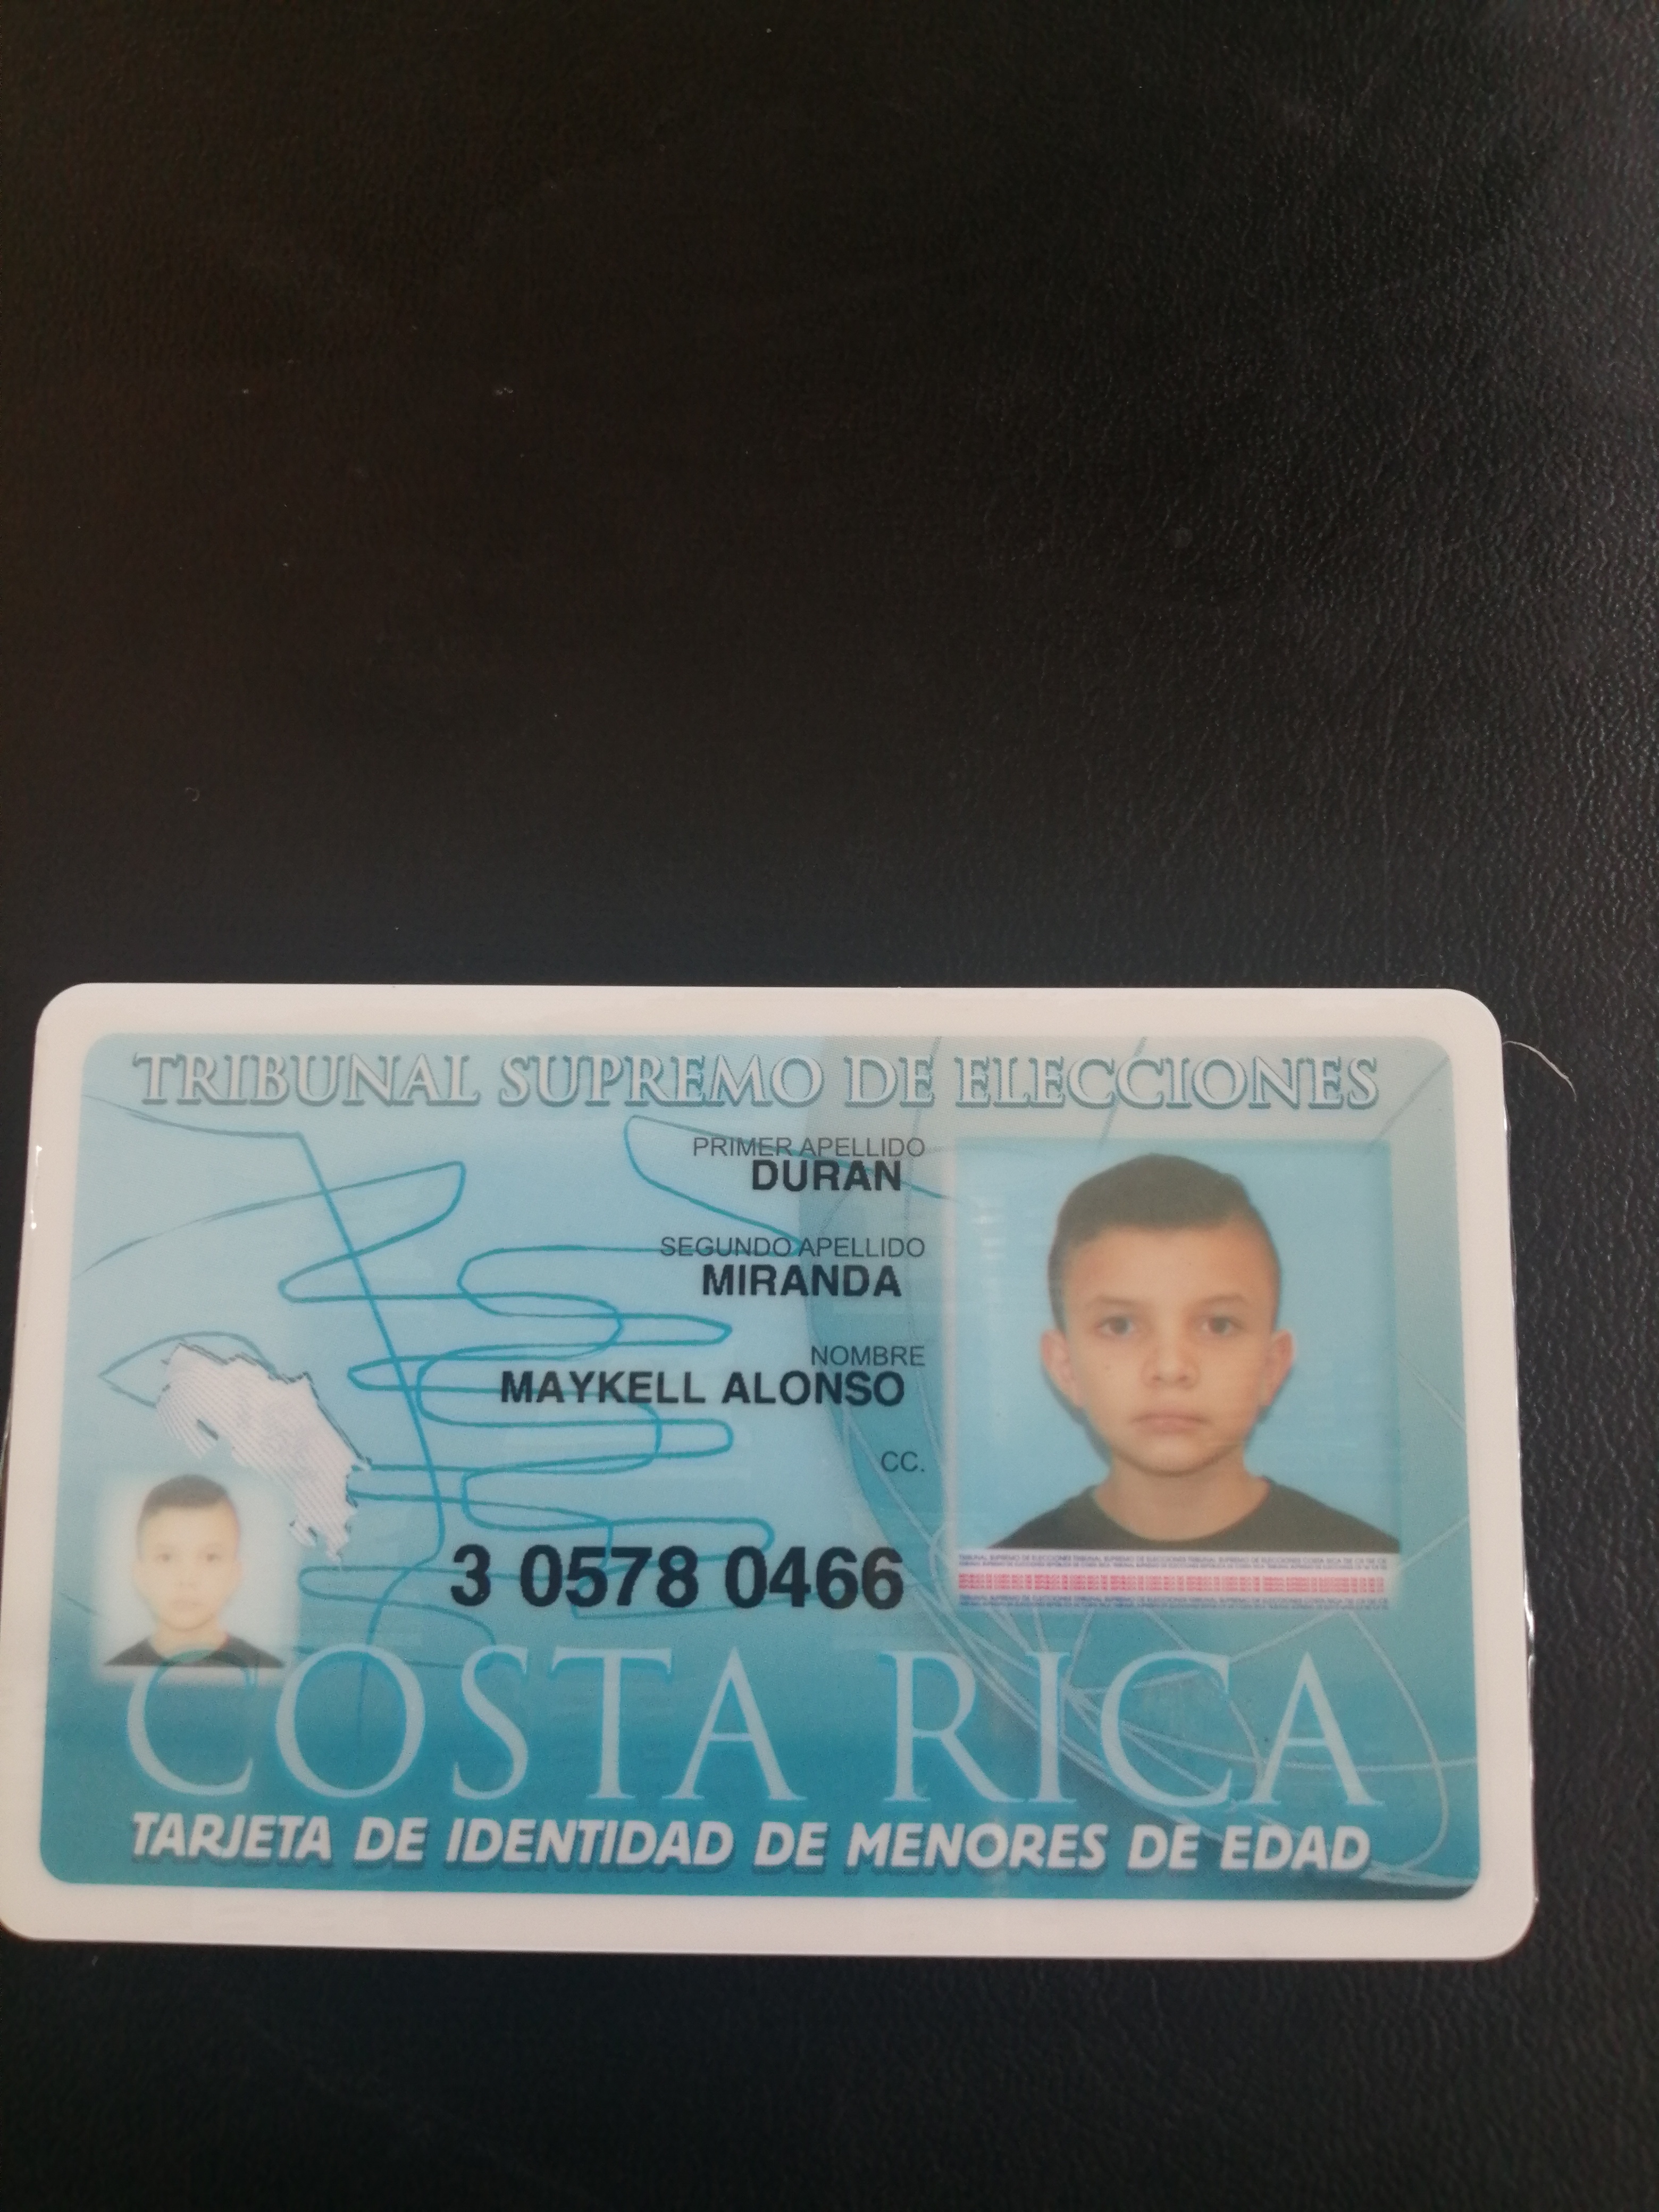 TRIBUNAL SUPREMO DE ELECCIONES
PRIMER APELLIDO
DURAN
SEGUNDO APELLIDO
MIRANDA
NOMBRE
MAYKELL ALONSO
CC.
3 0578 0466
COSTA RICA
TARJETA DE IDENTIDAD DE MENORES DE EDAD